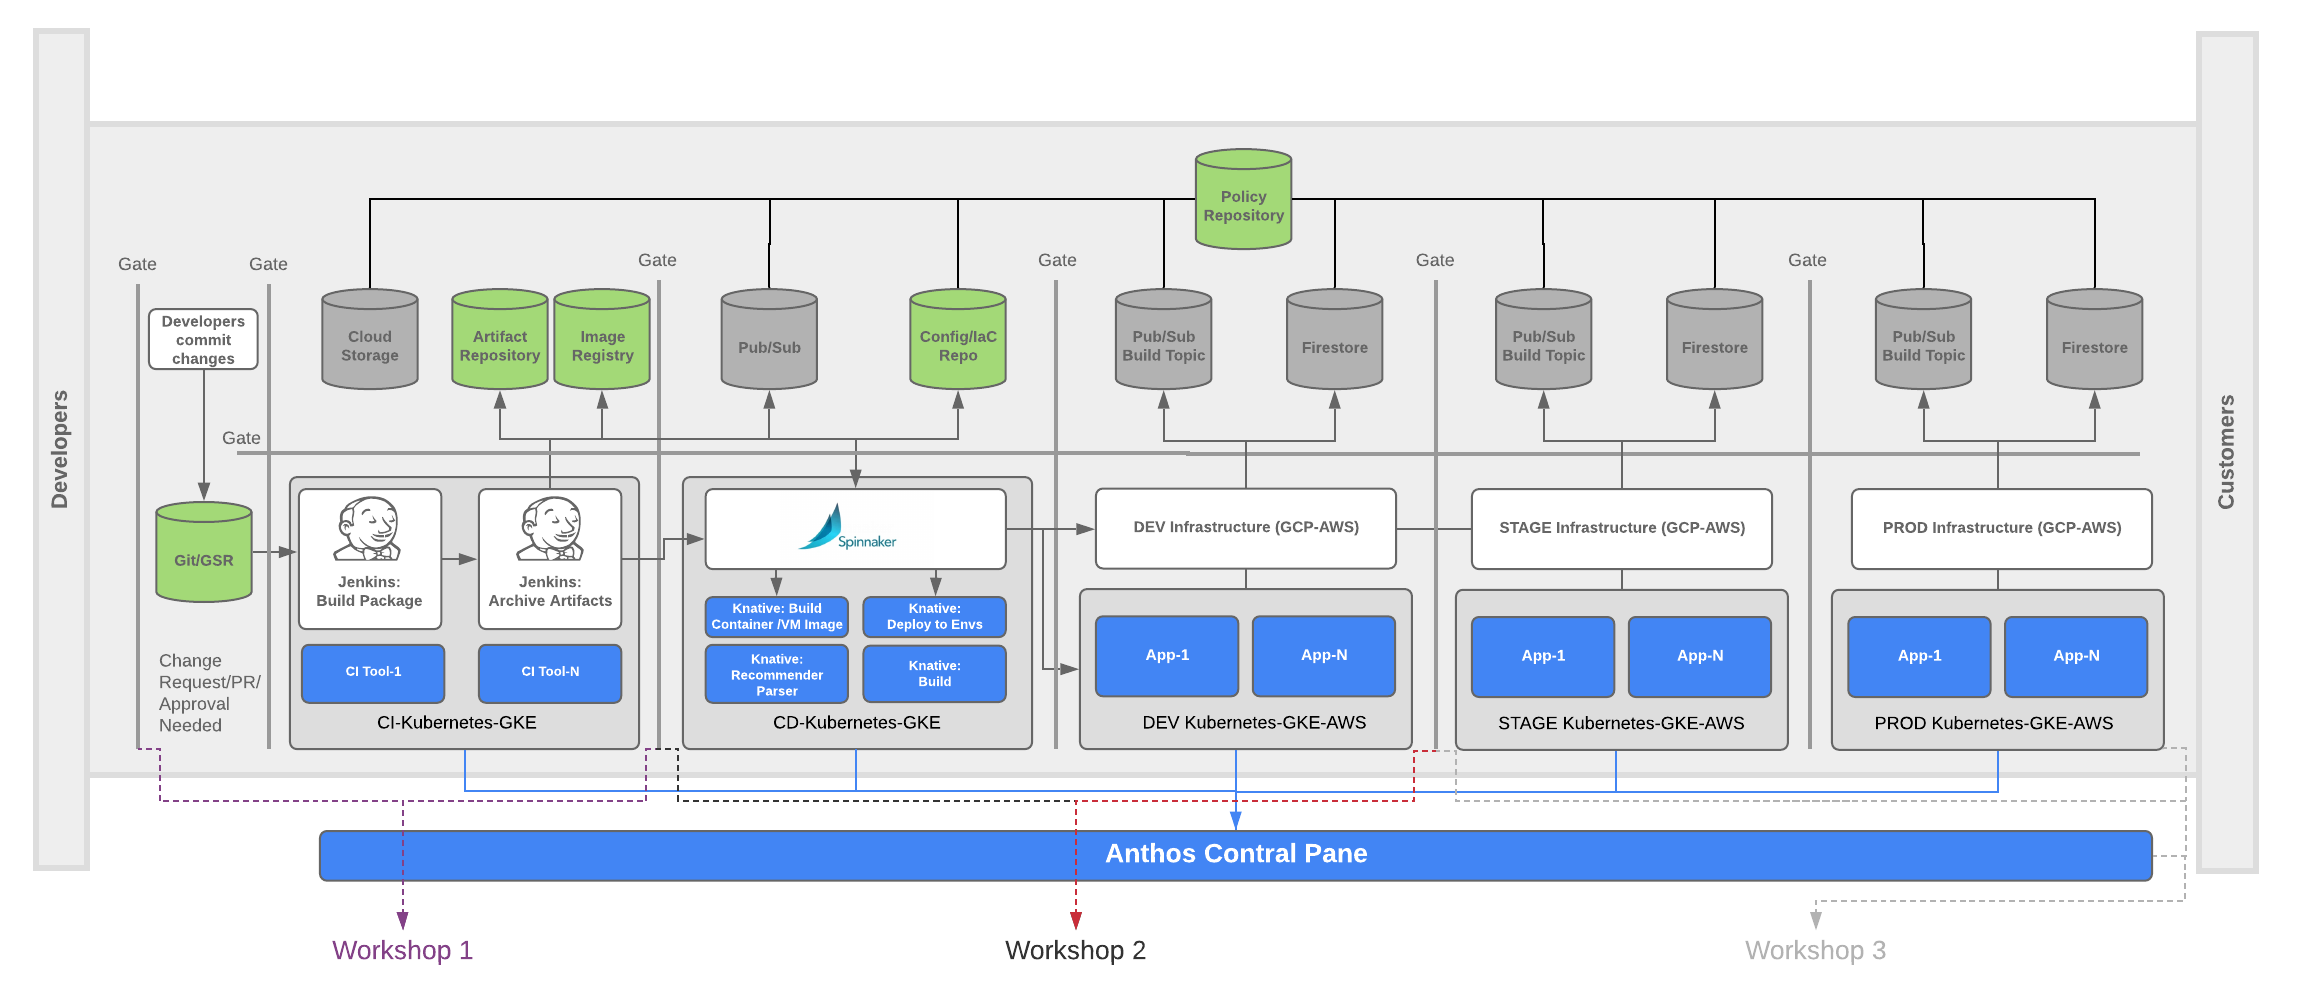 Developers
Customers
Policy
Repository
Gate
Gate
Gate
Gate
Gate
Gate
Developers
commit
changes
Cloud
Storage
Artifact
Repository
Image
Registry
Pub/Sub
Config/IaC
Repo
Pub/Sub
Build Topic
Firestore
Pub/Sub
Build Topic
Firestore
Pub/Sub
Build Topic
Firestore
Gate
Git/GSR
Jenkins:
Build Package
Jenkins:
Archive Artifacts
Spinnaker
DEV Infrastructure (GCP-AWS)
STAGE Infrastructure (GCP-AWS)
PROD Infrastructure (GCP-AWS)
Knative: Build
Container /VM Image
Knative:
Deploy to Envs
Knative:
Recommender
Parser
Knative:
Build
Change
Request/PR/
Approval
Needed
CI Tool-1
CI Tool-N
App-1
App-N
App-1
App-N
App-1
App-N
CI-Kubernetes-GKE
CD-Kubernetes-GKE
DEV Kubernetes-GKE-AWS
STAGE Kubernetes-GKE-AWS
PROD Kubernetes-GKE-AWS
Anthos Contral Pane
Workshop 1
Workshop 2
Workshop 3